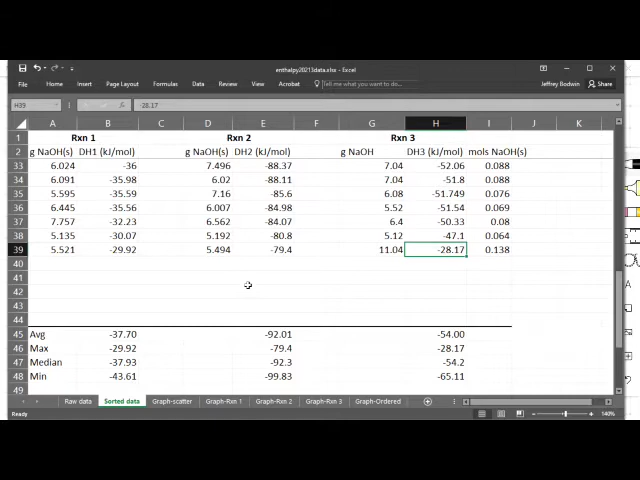 enthalpy20213data.xlsx - Excel
File Home Insert Page Layout Formulas Data Review View Acrobat Tell me what you want to do... Jeffrey Bodwin Share
H39 fx -28.17
A B C D E F G H I J K
1 Rxn 1 Rxn 2 Rxn 3
2 g NaOH(s) DH1 (kJ/mol) g NaOH(s) DH2 (kJ/mol) g NaOH DH3 (kJ/mol) mols NaOH(s)
33 6.024 -36 7.496 -88.37 7.04 -52.06 0.088
34 6.091 -35.98 6.02 -88.11 7.04 -51.8 0.088
35 5.595 -35.59 7.16 -85.6 6.08 -51.749 0.076
36 6.445 -35.56 6.007 -84.98 5.52 -51.54 0.069
37 7.757 -32.23 6.562 -84.07 6.4 -50.33 0.08
38 5.135 -30.07 5.192 -80.8 5.12 -47.1 0.064
39 5.521 -29.92 5.494 -79.4 11.04 -28.17 0.138
40
41
42
43
44
45 Avg -37.70 -92.01 -54.00
46 Max -29.92 -79.4 -28.17
47 Median -37.93 -92.3 -54.2
48 Min -43.61 -99.83 -65.11
49
Raw data Sorted data Graph-scatter Graph-Rxn 1 Graph-Rxn 2 Graph-Rxn 3 Graph-Ordered
Ready 140%